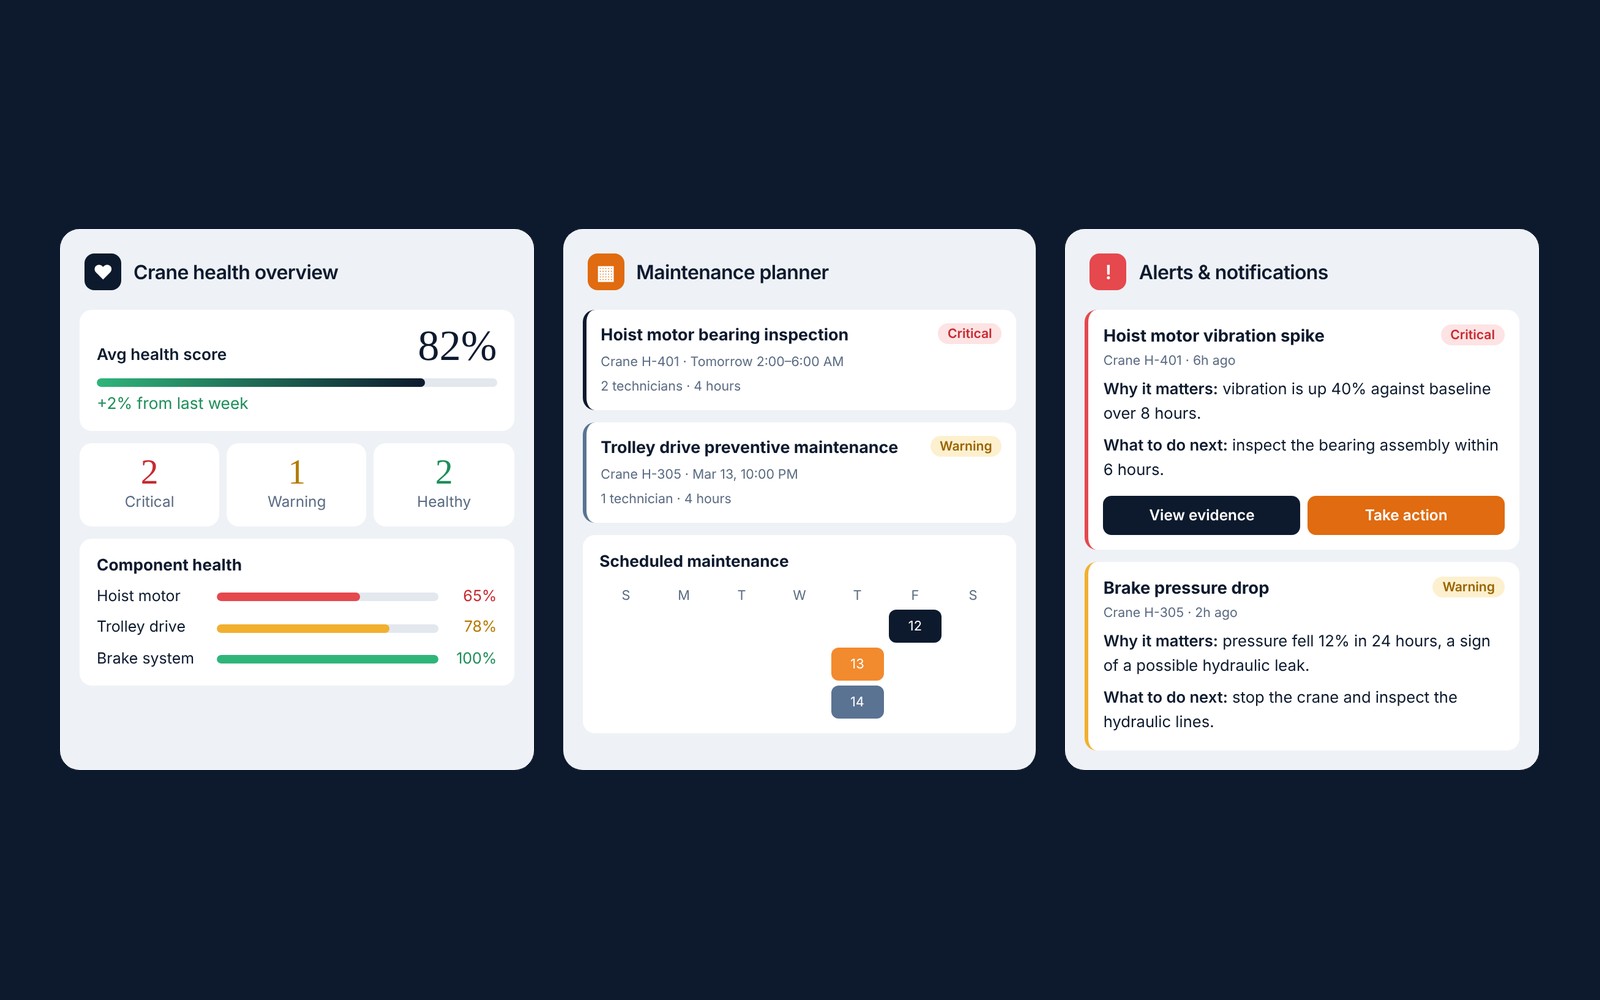 Crane health overview
Avg health score 82%
+2% from last week
2 1 2
Critical Warning Healthy
Component health
Hoist motor 65%
Trolley drive 78%
Brake system 100%
Maintenance planner
Hoist motor bearing inspection Critical
Crane H-401 · Tomorrow 2:00–6:00 AM
2 technicians · 4 hours
Trolley drive preventive maintenance Warning
Crane H-305 · Mar 13, 10:00 PM
1 technician · 4 hours
Scheduled maintenance
S M T W T F S
12
13
14
! Alerts & notifications
Hoist motor vibration spike Critical
Crane H-401 · 6h ago
Why it matters: vibration is up 40% against baseline
over 8 hours.
What to do next: inspect the bearing assembly within
6 hours.
View evidence Take action
Brake pressure drop Warning
Crane H-305 · 2h ago
Why it matters: pressure fell 12% in 24 hours, a sign
of a possible hydraulic leak.
What to do next: stop the crane and inspect the
hydraulic lines.